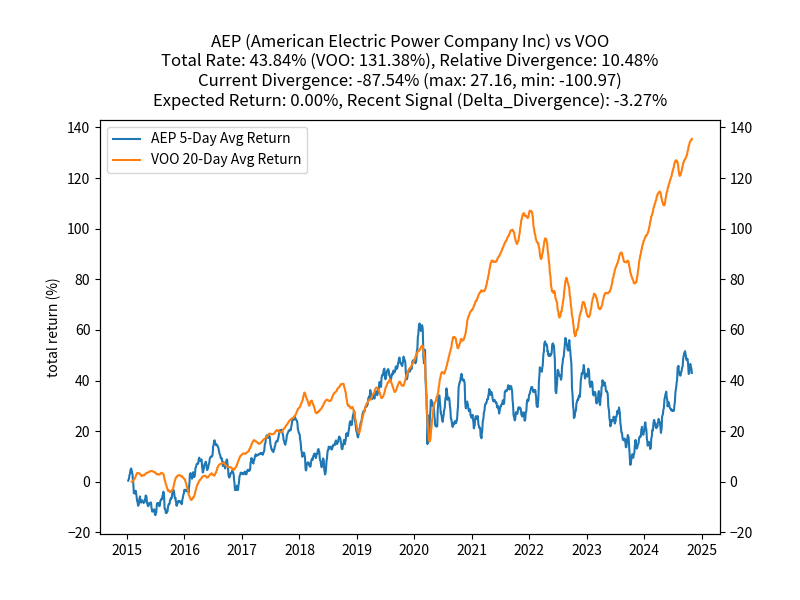 AEP (American Electric Power Company Inc) vs VOO
Total Rate: 43.84% (VOO: 131.38%), Relative Divergence: 10.48%
Current Divergence: -87.54% (max: 27.16, min: -100.97)
Expected Return: 0.00%, Recent Signal (Delta_Divergence): -3.27%
AEP 5-Day Avg Return
VOO 20-Day Avg Return
total return (%)
140
120
100
80
60
40
20
0
−20
140
120
100
80
60
40
20
0
−20
2015 2016 2017 2018 2019 2020 2021 2022 2023 2024 2025